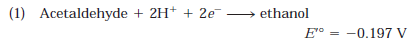 (1) Acetaldehyde + 2H⁺ + 2e⁻ ⟶ ethanol
E′° = −0.197 V